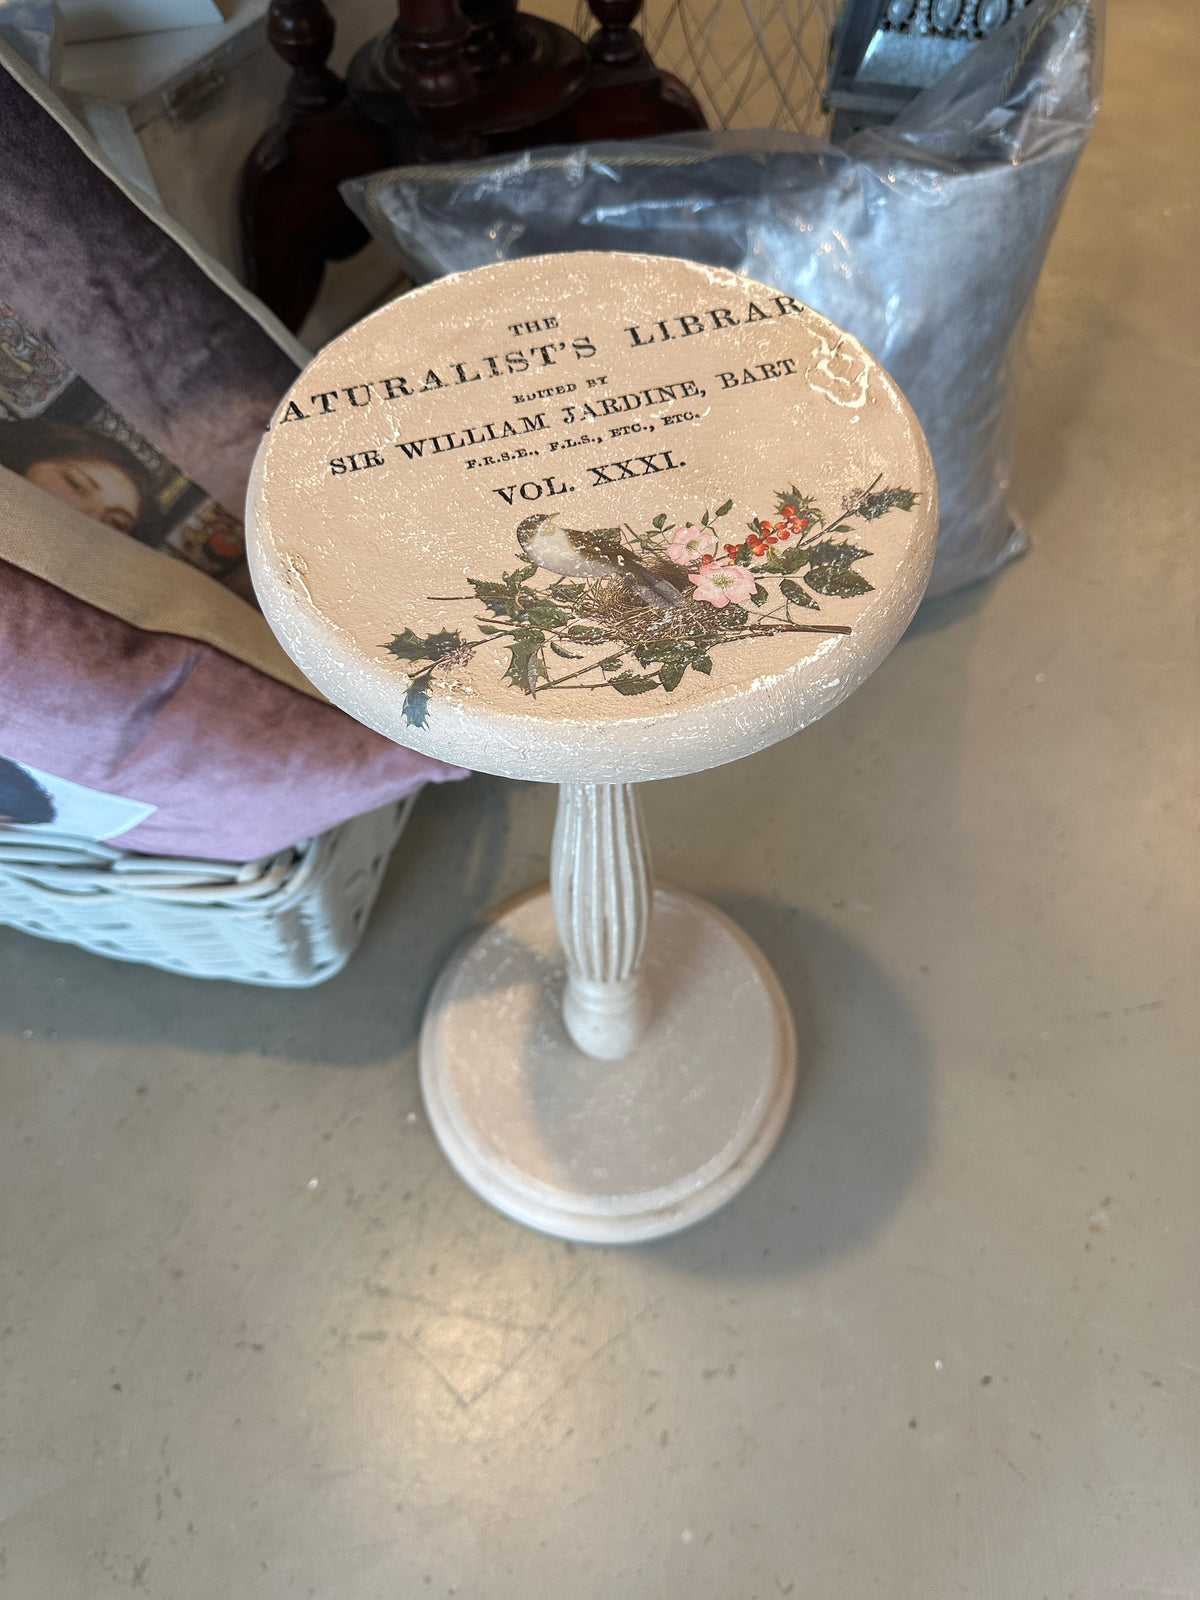 THE
ATURALIST'S LIBRAR
EDITED BY
SIR WILLIAM JARDINE, BART
F.R.S.E., F.L.S., ETC., ETC.
VOL. XXXI.